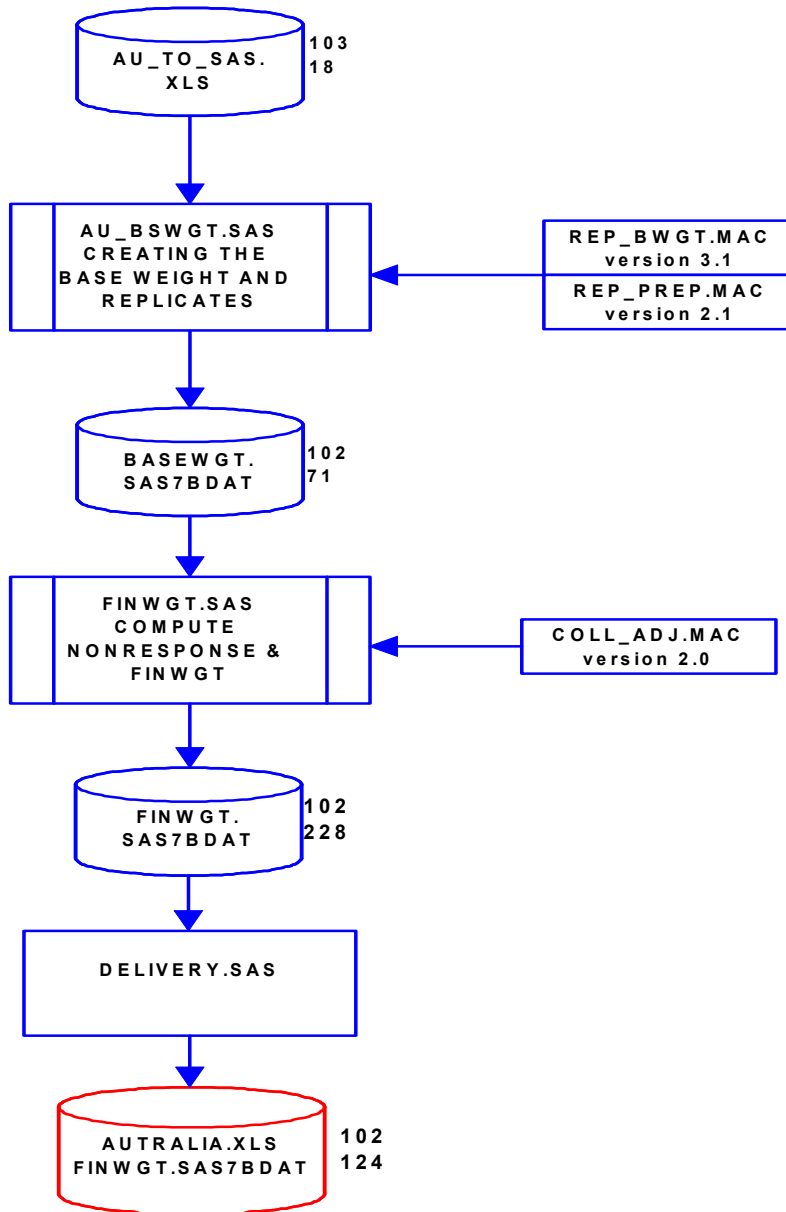 AU_TO_SAS.
XLS
103
18
AU_BSWGT.SAS
CREATING THE
BASE WEIGHT AND
REPLICATES
REP_BWGT.MAC
version 3.1
REP_PREP.MAC
version 2.1
BASEWGT.
SAS7BDAT
102
71
FINWGT.SAS
COMPUTE
NONRESPONSE &
FINWGT
COLL_ADJ.MAC
version 2.0
FINWGT.
SAS7BDAT
102
228
DELIVERY.SAS
AUTRALIA.XLS
FINWGT.SAS7BDAT
102
124